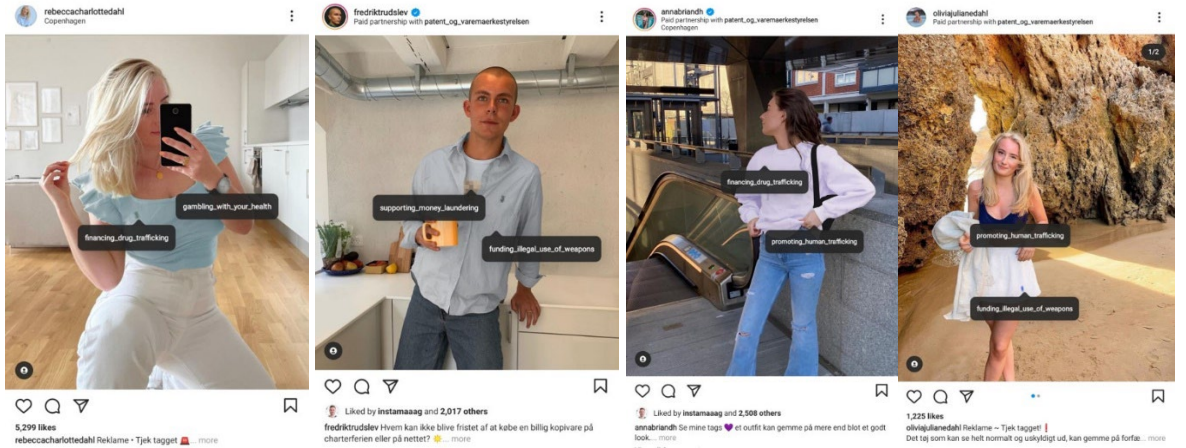 rebeccacharlottedahl
Copenhagen
gambling_with_your_health
financing_drug_trafficking
5,299 likes
rebeccacharlottedahl Reklame • Tjek tagget 🚨... more
fredriktrudslev
Paid partnership with patent_og_varemaerkestyrelsen
supporting_money_laundering
funding_illegal_use_of_weapons
Liked by instamaaag and 2,017 others
fredriktrudslev Hvem kan ikke blive fristet af at købe en billig kopivare på
charterferien eller på nettet? 🌞... more
annabriandh
Paid partnership with patent_og_varemaerkestyrelsen
Copenhagen
financing_drug_trafficking
promoting_human_trafficking
Liked by instamaaag and 2,508 others
annabriandh Se mine tags 💜 et outfit kan gemme på mere end blot et godt
look.... more
oliviajulianedahl
Paid partnership with patent_og_varemaerkestyrelsen
1/2
promoting_human_trafficking
funding_illegal_use_of_weapons
1,225 likes
oliviajulianedahl Reklame ~ Tjek tagget! ❗
Det tøj som kan se helt normalt og uskyldigt ud, kan gemme på forfæ... more